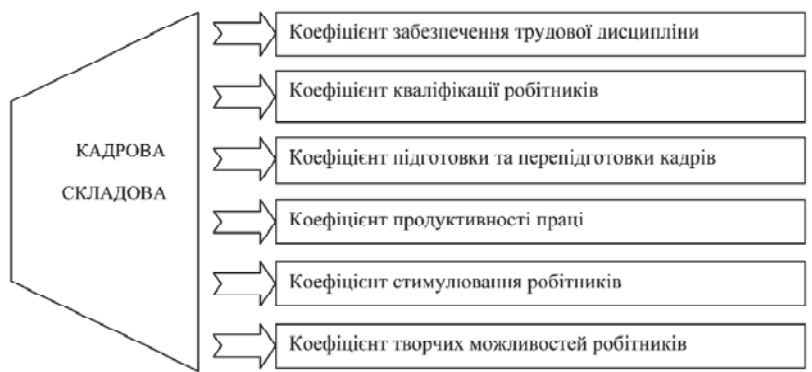 КАДРОВА
СКЛАДОВА
Коефіцієнт забезпечення трудової дисципліни
Коефіцієнт кваліфікації робітників
Коефіцієнт підготовки та перепідготовки кадрів
Коефіцієнт продуктивності праці
Коефіцієнт стимулювання робітників
Коефіцієнт творчих можливостей робітників